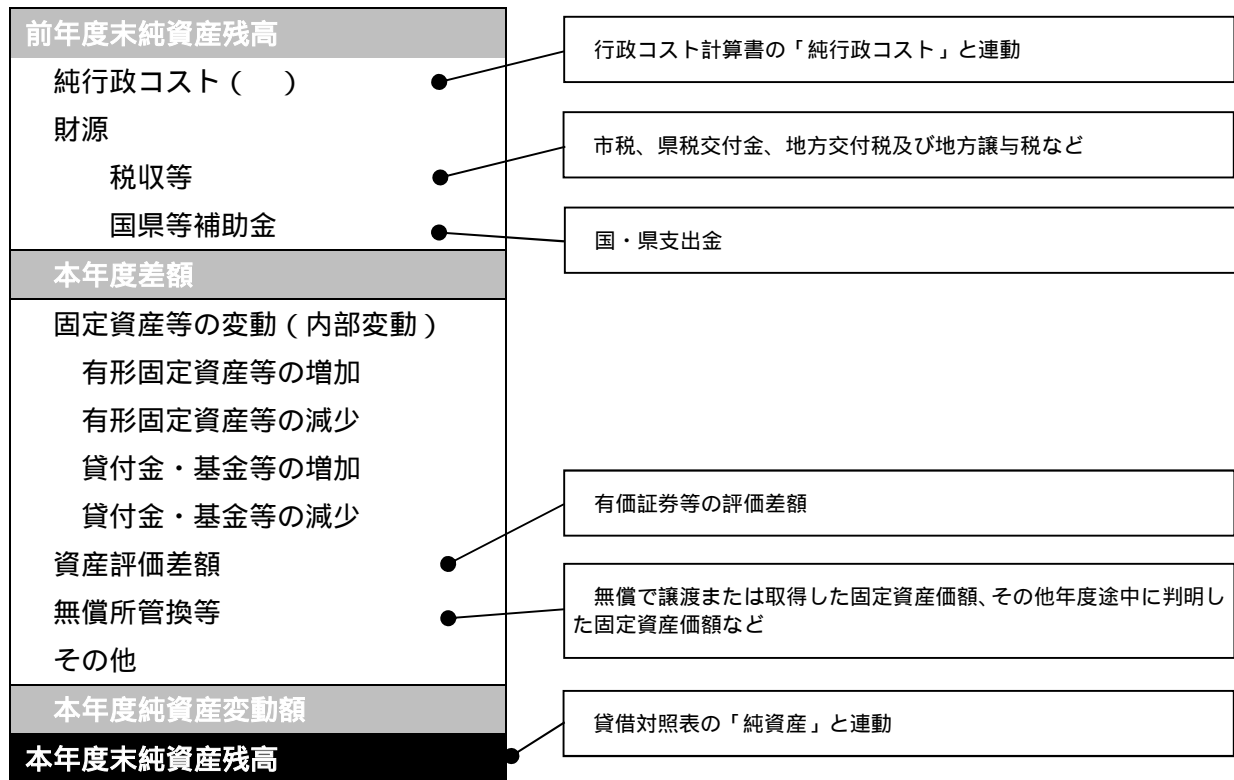 前年度末純資産残高
純行政コスト(　)
行政コスト計算書の「純行政コスト」と連動
財源
税収等
市税、県税交付金、地方交付税及び地方譲与税など
国県等補助金
国・県支出金
本年度差額
固定資産等の変動(内部変動)
有形固定資産等の増加
有形固定資産等の減少
貸付金・基金等の増加
貸付金・基金等の減少
資産評価差額
有価証券等の評価差額
無償所管換等
無償で譲渡または取得した固定資産価額、その他年度途中に判明し
た固定資産価額など
その他
本年度純資産変動額
本年度末純資産残高
貸借対照表の「純資産」と連動